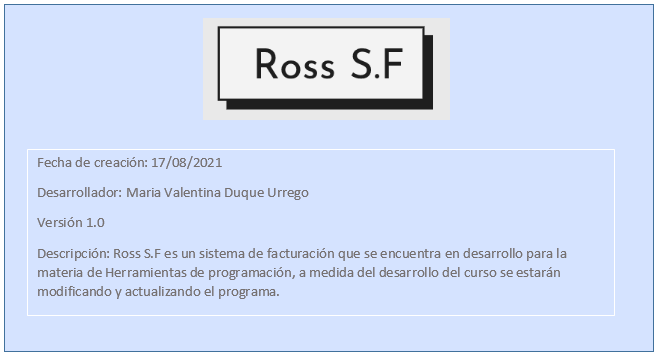 Ross S.F
Fecha de creación: 17/08/2021
Desarrollador: Maria Valentina Duque Urrego
Versión 1.0
Descripción: Ross S.F es un sistema de facturación que se encuentra en desarrollo para la
materia de Herramientas de programación, a medida del desarrollo del curso se estarán
modificando y actualizando el programa.